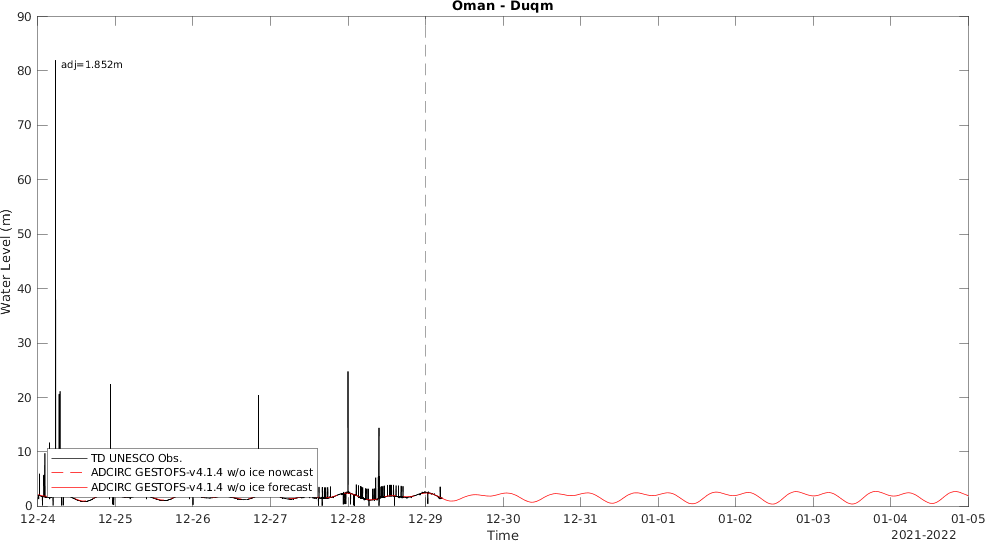 Oman - Duqm
90
80
70
60
50
40
30
20
10
0
Water Level (m)
adj=1.852m
TD UNESCO Obs.
ADCIRC GESTOFS-v4.1.4 w/o ice nowcast
ADCIRC GESTOFS-v4.1.4 w/o ice forecast
12-24 12-25 12-26 12-27 12-28 12-29 12-30 12-31 01-01 01-02 01-03 01-04 01-05
Time
2021-2022